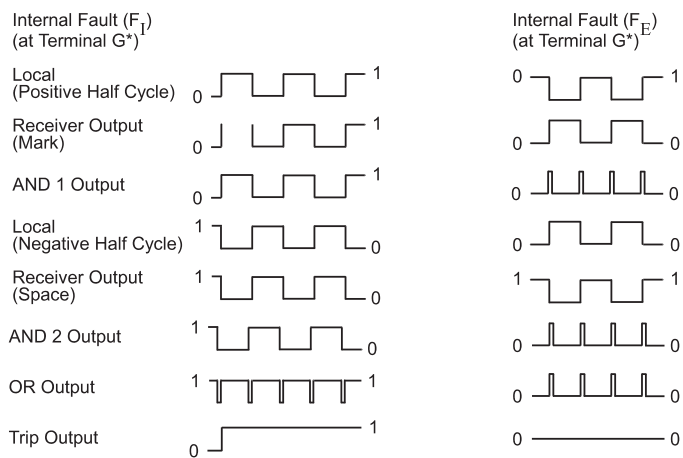 Internal Fault (FI)
(at Terminal G*)
Internal Fault (FE)
(at Terminal G*)
Local
(Positive Half Cycle)
0
1
0
1
Receiver Output
(Mark)
0
1
0
0
AND 1 Output
0
1
0
0
Local
(Negative Half Cycle)
1
0
0
0
Receiver Output
(Space)
1
0
1
1
AND 2 Output
1
0
0
0
OR Output
1
1
0
0
Trip Output
0
1
0
0